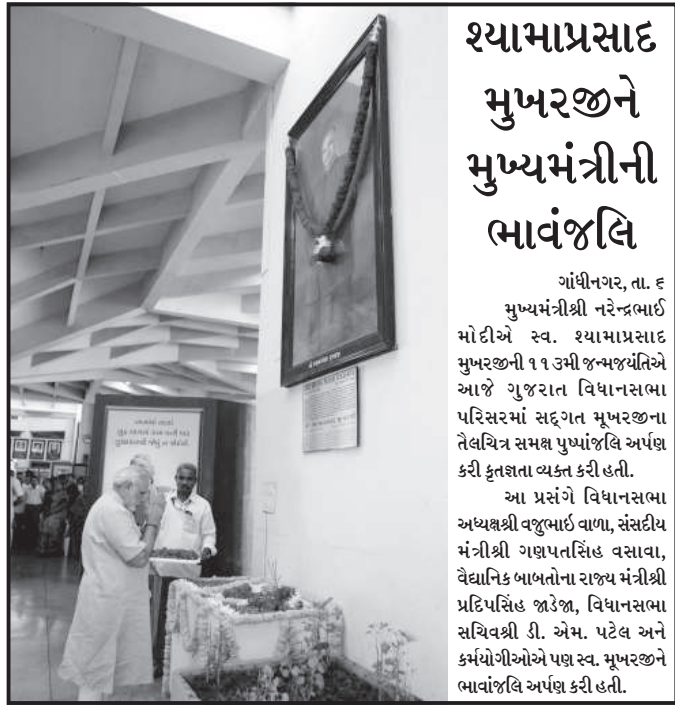 શ્યામાપ્રસાદ
મુખરજીને
મુખ્યમંત્રીની
ભાવંજલિ
ગાંધીનગર, તા. ૬
મુખ્યમંત્રીશ્રી નરેન્દ્રભાઈ
મોદીએ સ્વ. શ્યામાપ્રસાદ
મુખરજીની ૧૧૩મી જન્મજયંતિએ
આજે ગુજરાત વિધાનસભા
પરિસરમાં સદ્‌ગત મૂખરજીના
તૈલચિત્ર સમક્ષ પુષ્પાંજલિ અર્પણ
કરી કૃતજ્ઞતા વ્યક્ત કરી હતી.
આ પ્રસંગે વિધાનસભા
અધ્યક્ષશ્રી વજુભાઇ વાળા, સંસદીય
મંત્રીશ્રી ગણપતસિંહ વસાવા,
વૈદ્યાનિક બાબતોના રાજ્ય મંત્રીશ્રી
પ્રદિપસિંહ જાડેજા, વિધાનસભા
સચિવશ્રી ડી. એમ. પટેલ અને
કર્મયોગીઓએ પણ સ્વ. મૂખરજીને
ભાવાંજલિ અર્પણ કરી હતી.